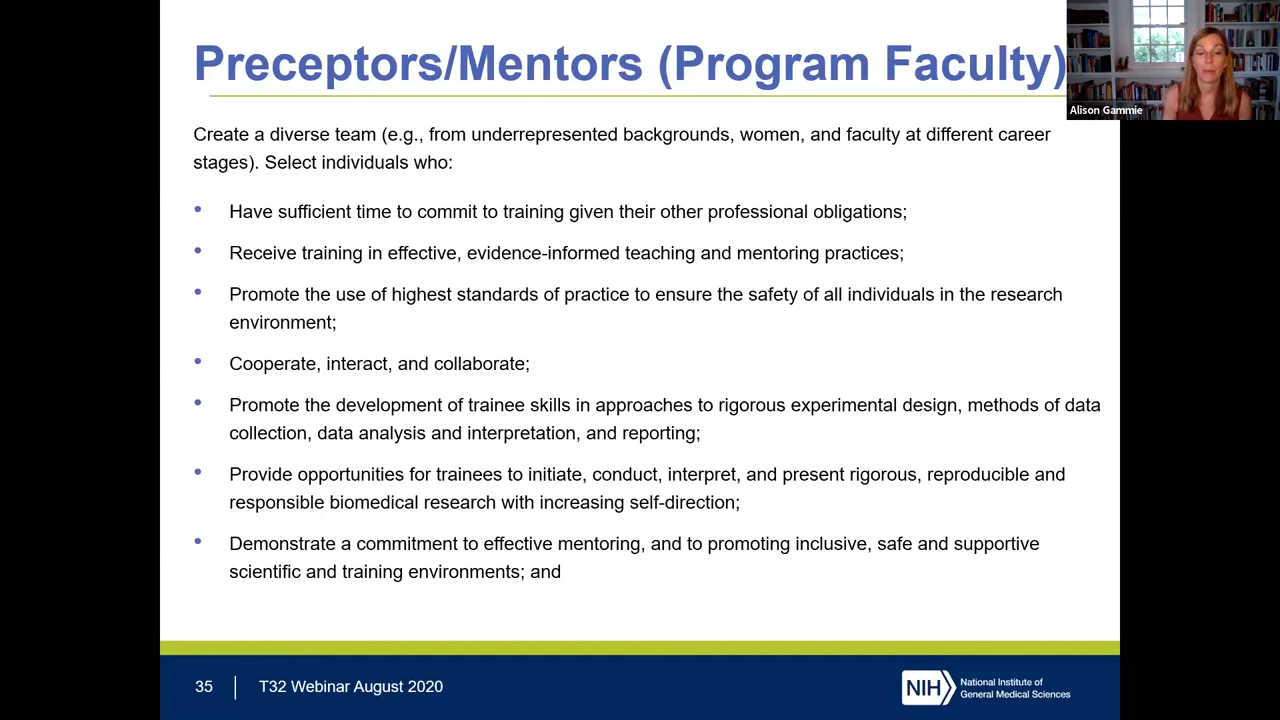 Preceptors/Mentors (Program Faculty)
Alison Gammie
Create a diverse team (e.g., from underrepresented backgrounds, women, and faculty at different career
stages). Select individuals who:
• Have sufficient time to commit to training given their other professional obligations;
• Receive training in effective, evidence-informed teaching and mentoring practices;
• Promote the use of highest standards of practice to ensure the safety of all individuals in the research
environment;
• Cooperate, interact, and collaborate;
• Promote the development of trainee skills in approaches to rigorous experimental design, methods of data
collection, data analysis and interpretation, and reporting;
• Provide opportunities for trainees to initiate, conduct, interpret, and present rigorous, reproducible and
responsible biomedical research with increasing self-direction;
• Demonstrate a commitment to effective mentoring, and to promoting inclusive, safe and supportive
scientific and training environments; and
35 T32 Webinar August 2020
NIH National Institute of
General Medical Sciences